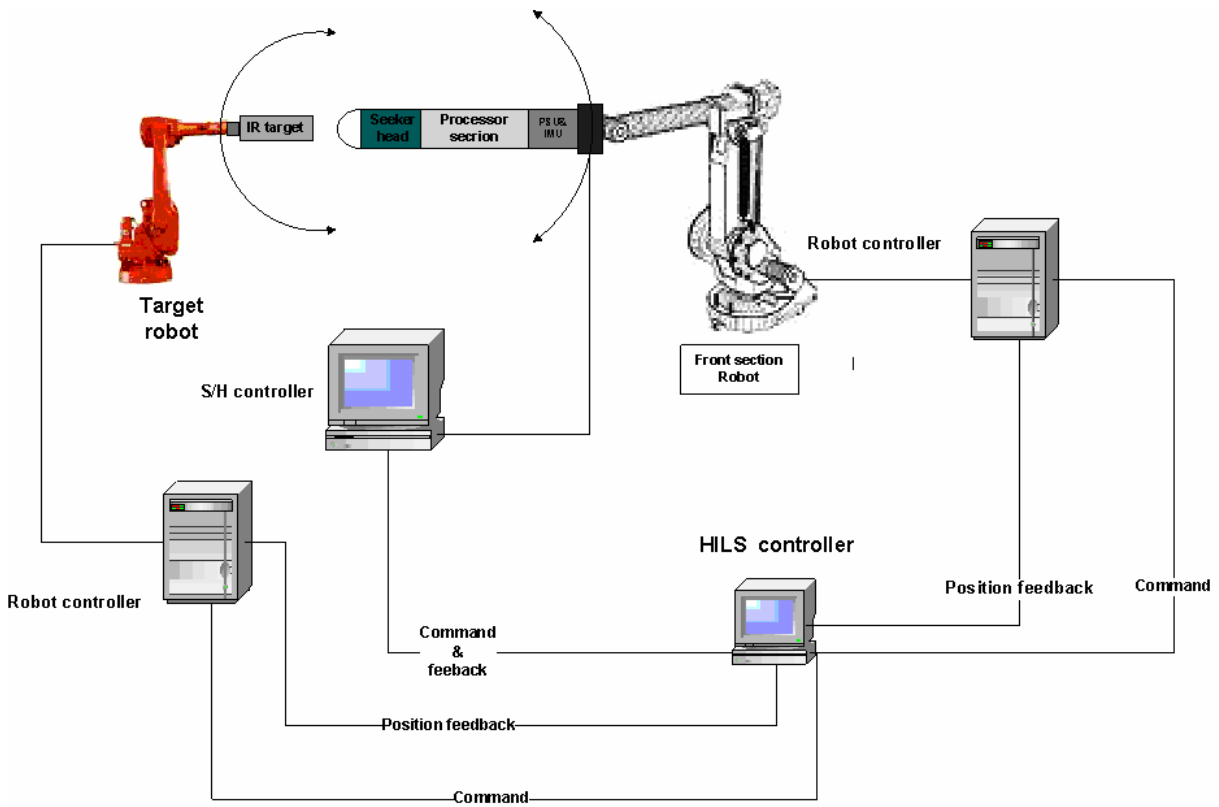 IR target
Seeker
head
Processor
secrion
PSU&
IMU
Robot controller
Target
robot
Front section
Robot
S/H controller
HILS controller
Robot controller
Position feedback
Command
Command
&
feeback
Position feedback
Command